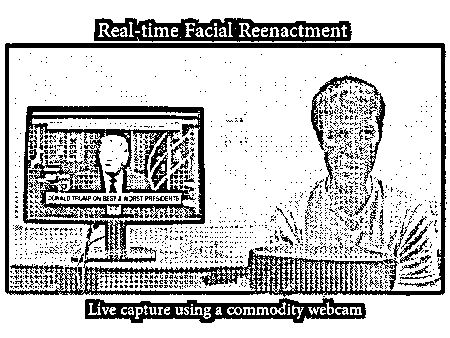 Real-time Facial Reenactment
DONALD TRUMP ON BEST & WORST PRESIDENTS
Live capture using a commodity webcam